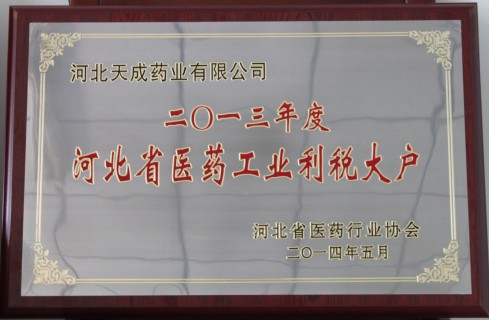 河北天成药业有限公司
二〇一三年度
河北省医药工业利税大户
河北省医药行业协会
二〇一四年五月